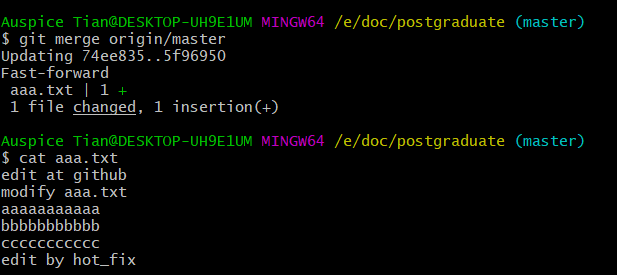 Auspice Tian@DESKTOP-UH9E1UM MINGW64 /e/doc/postgraduate (master)
$ git merge origin/master
Updating 74ee835..5f96950
Fast-forward
 aaa.txt | 1 +
 1 file changed, 1 insertion(+)
Auspice Tian@DESKTOP-UH9E1UM MINGW64 /e/doc/postgraduate (master)
$ cat aaa.txt
edit at github
modify aaa.txt
aaaaaaaaaaa
bbbbbbbbbbb
ccccccccccc
edit by hot_fix